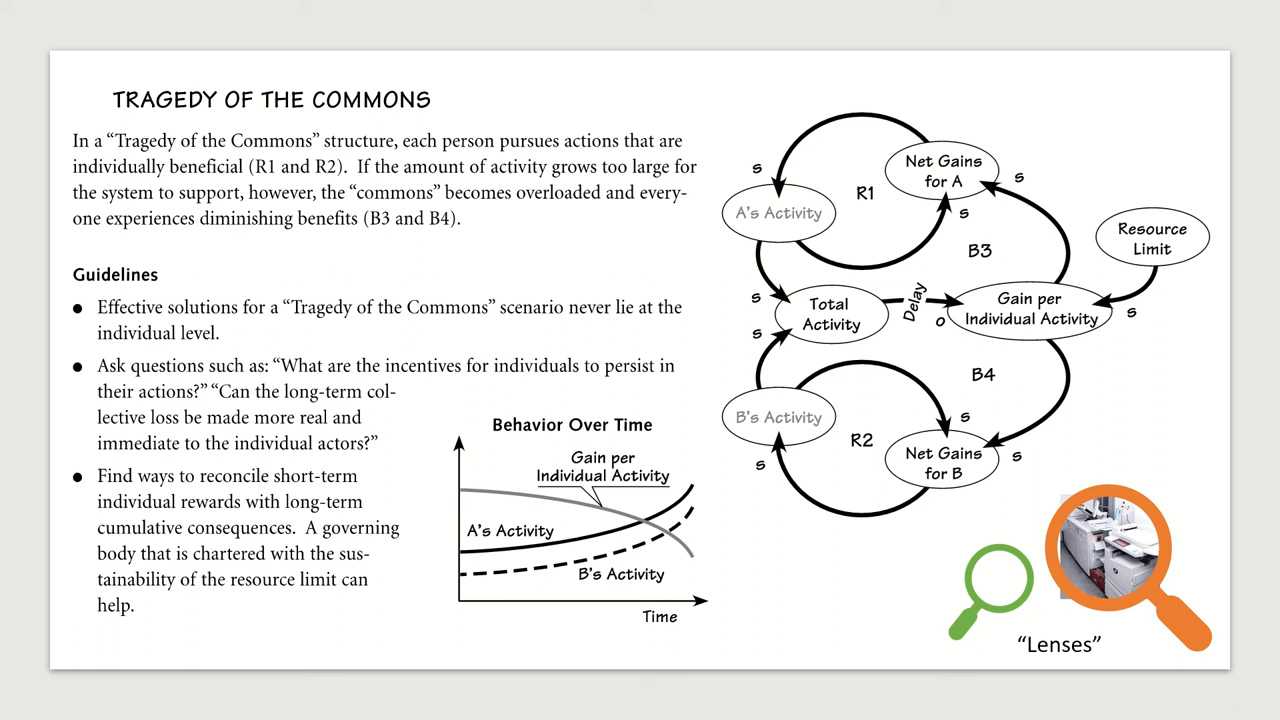 TRAGEDY OF THE COMMONS
In a “Tragedy of the Commons” structure, each person pursues actions that are
individually beneficial (R1 and R2).  If the amount of activity grows too large for
the system to support, however, the “commons” becomes overloaded and every-
one experiences diminishing benefits (B3 and B4).
Guidelines
● Effective solutions for a “Tragedy of the Commons” scenario never lie at the
individual level.
● Ask questions such as: “What are the incentives for individuals to persist in
their actions?” “Can the long-term col-
lective loss be made more real and
immediate to the individual actors?”
● Find ways to reconcile short-term
individual rewards with long-term
cumulative consequences.  A governing
body that is chartered with the sus-
tainability of the resource limit can
help.
Behavior Over Time
Gain per
Individual Activity
A's Activity
B's Activity
Time
Net Gains
for A
s
s
R1
A's Activity
s
B3
Resource
Limit
s
Total
Activity
Delay
o
Gain per
Individual Activity
s
s
B4
B's Activity
s
R2
s
Net Gains
for B
s
“Lenses”